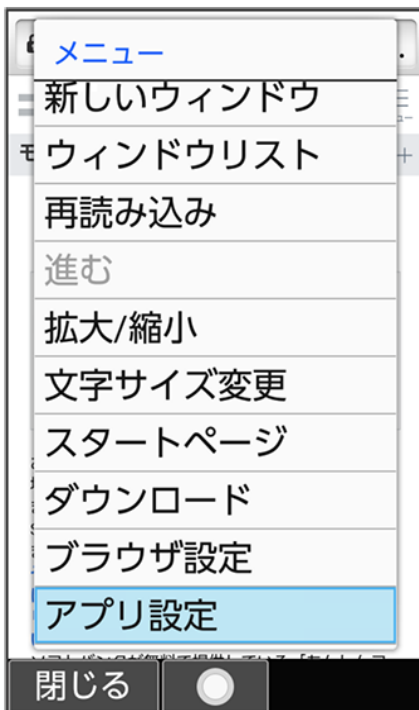 メニュー
新しいウィンドウ
ウィンドウリスト
再読み込み
進む
拡大/縮小
文字サイズ変更
スタートページ
ダウンロード
ブラウザ設定
アプリ設定
閉じる